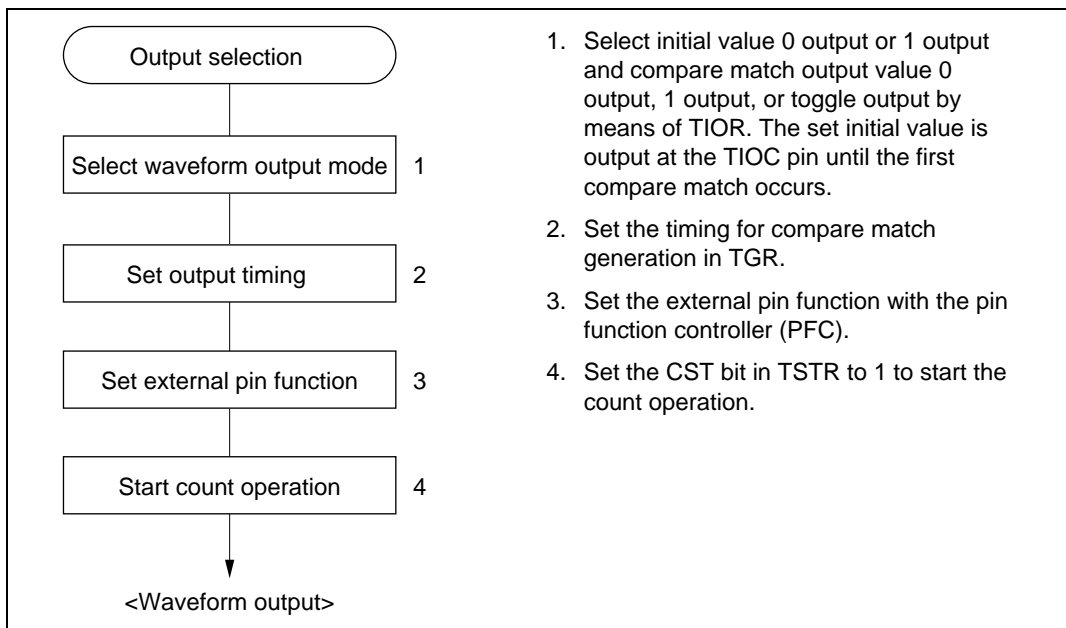 Output selection
Select waveform output mode 1
Set output timing 2
Set external pin function 3
Start count operation 4
<Waveform output>
1. Select initial value 0 output or 1 output
and compare match output value 0
output, 1 output, or toggle output by
means of TIOR. The set initial value is
output at the TIOC pin until the first
compare match occurs.
2. Set the timing for compare match
generation in TGR.
3. Set the external pin function with the pin
function controller (PFC).
4. Set the CST bit in TSTR to 1 to start the
count operation.